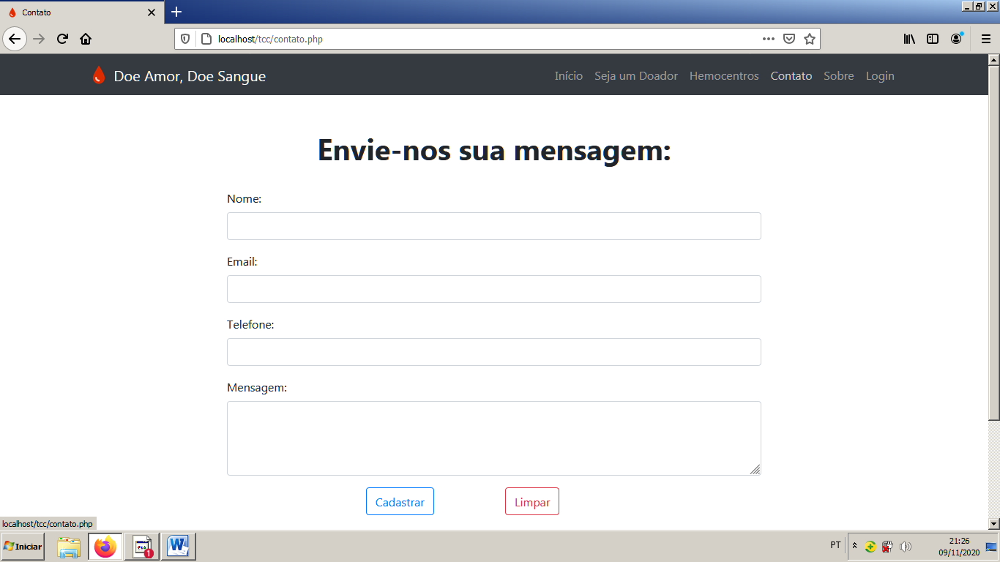 Contato
localhost/tcc/contato.php
Doe Amor, Doe Sangue
Início Seja um Doador Hemocentros Contato Sobre Login
Envie-nos sua mensagem:
Nome:
Email:
Telefone:
Mensagem:
Cadastrar Limpar
localhost/tcc/contato.php
Iniciar
1
W
PT
21:26
09/11/2020